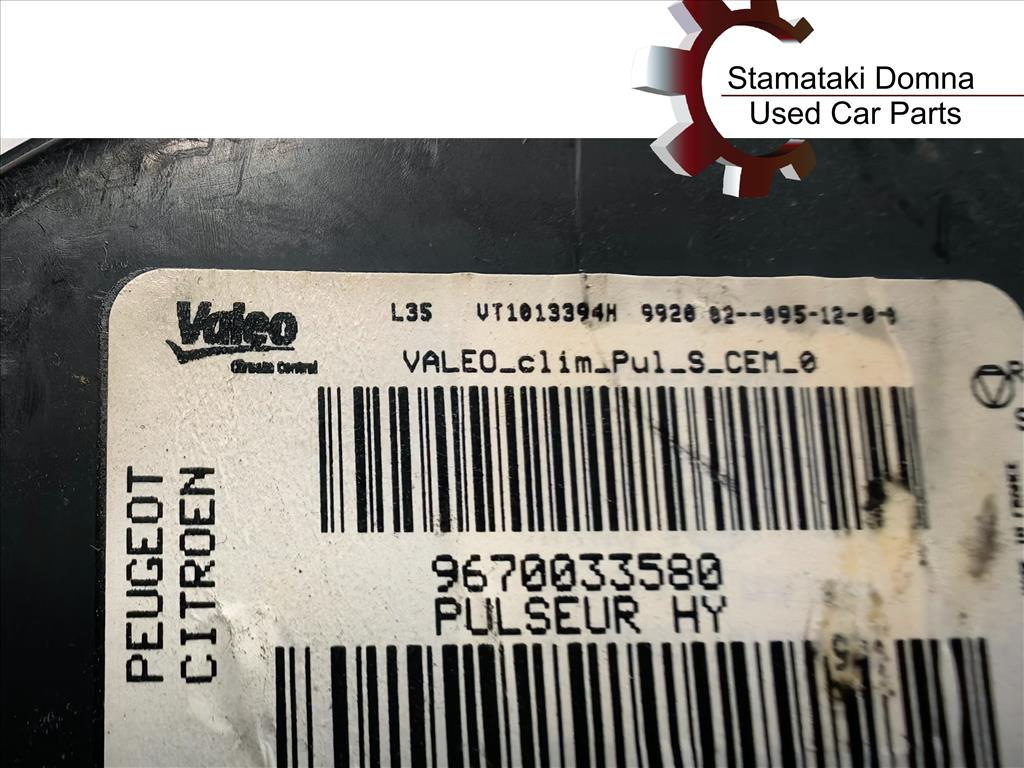 Stamataki Domna
Used Car Parts
Valeo
Climate Control
L35 VT1013394H 9920 02--095-12-0-0
VALEO_clim_Pul_S_CEM_0
PEUGEOT
CITROEN
9670033580
PULSEUR HY